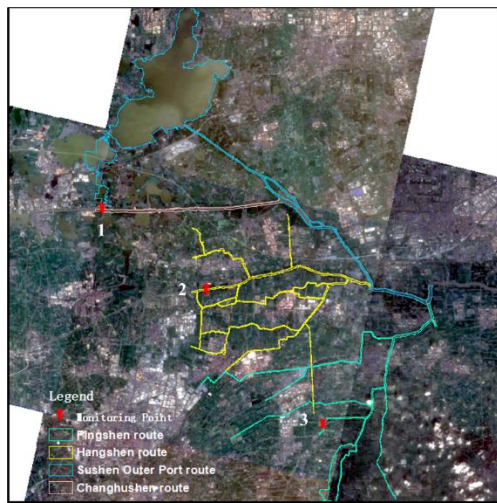 1
2
3
Legend
Monitoring Point
Pingshen route
Hangshen route
Sushen Outer Port route
Changhushen route